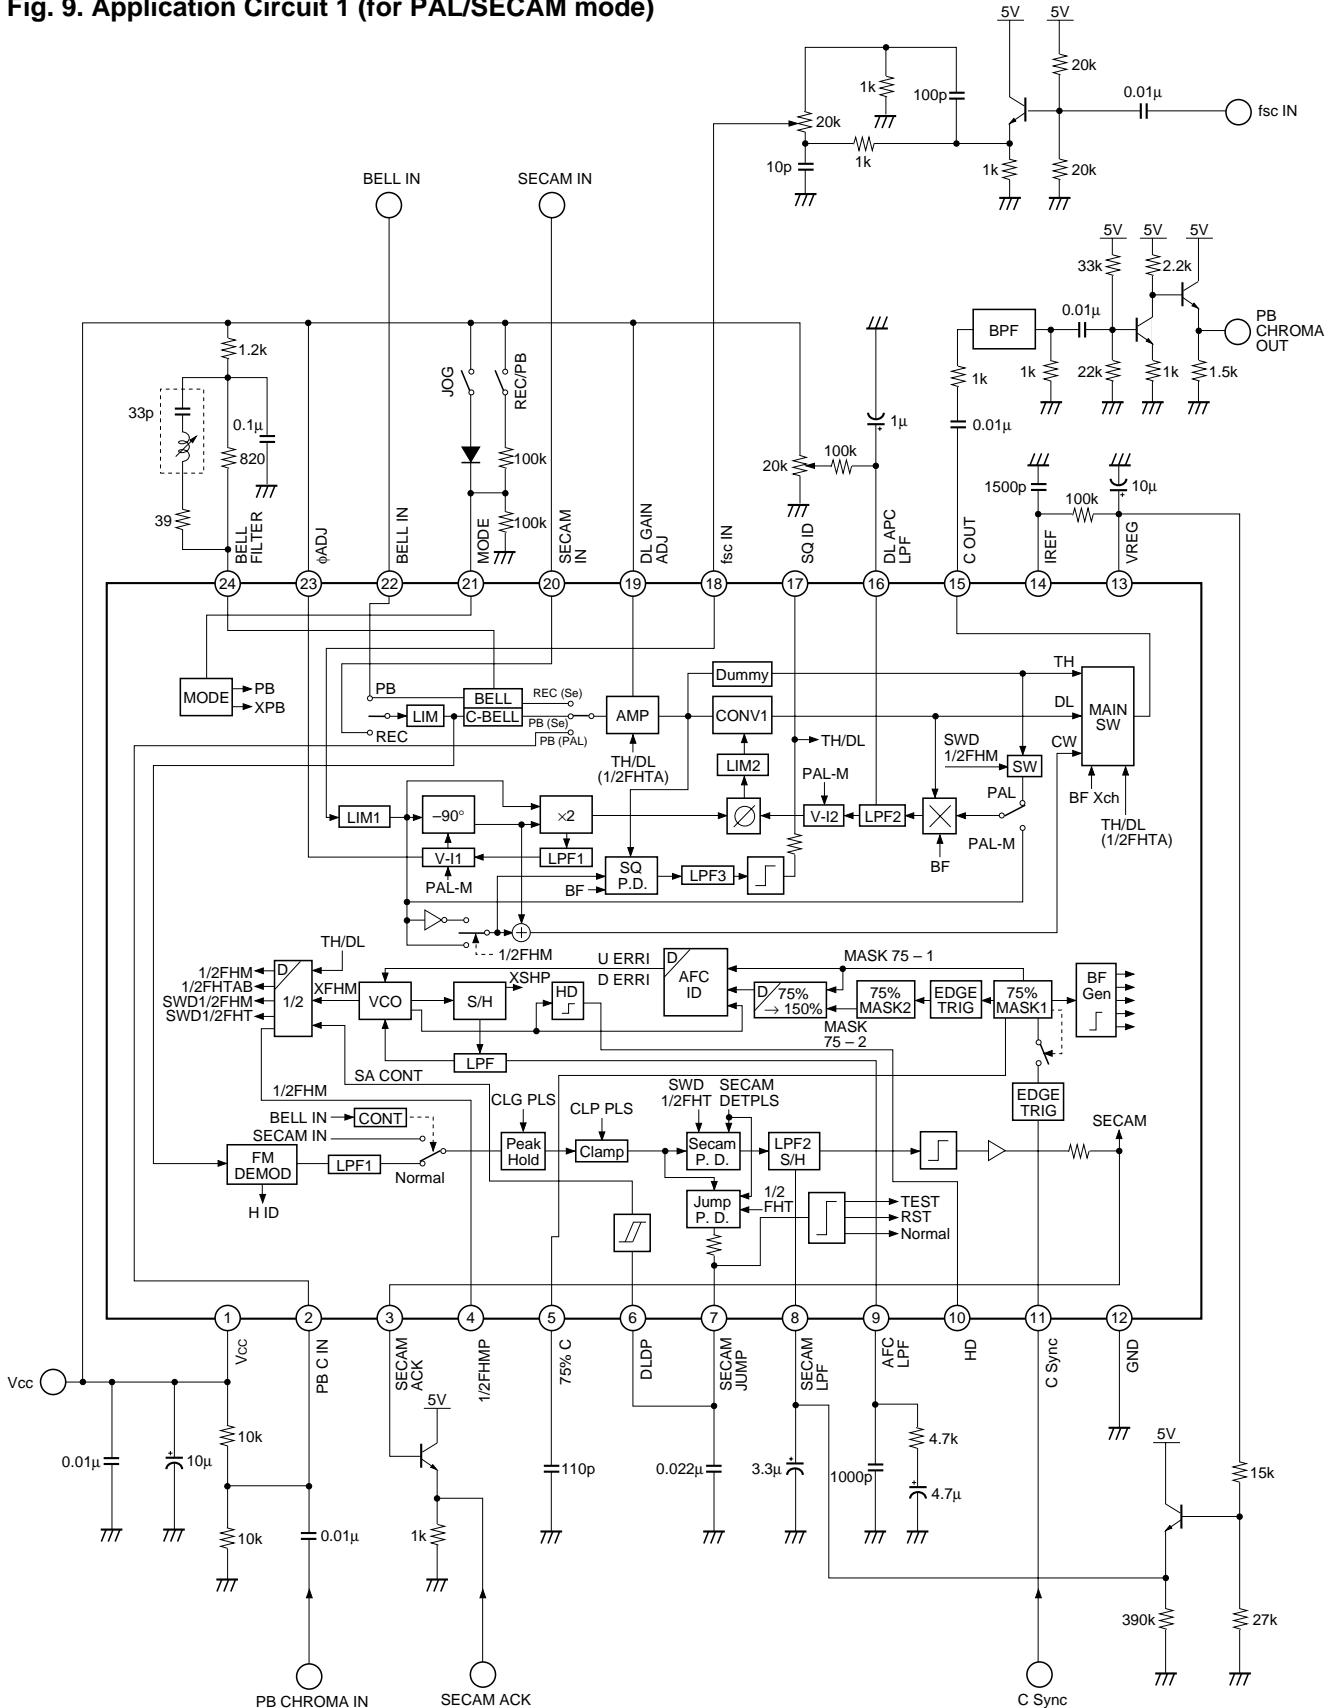 Fig. 9. Application Circuit 1 (for PAL/SECAM mode)
5V
5V
20k
1k
100p
0.01μ
fsc IN
20k
1k
10p
1k
20k
BELL IN
SECAM IN
5V
5V
5V
33k
2.2k
0.01μ
BPF
PB
CHROMA
OUT
1k
1k
22k
1k
1.5k
0.01μ
1.2k
33p
0.1μ
820
39
JOG
REC/PB
100k
100k
20k
100k
1μ
1500p
100k
10μ
BELL
FILTER
φADJ
BELL IN
MODE
SECAM
IN
DL GAIN
ADJ
fsc IN
SQ ID
DL APC
LPF
C OUT
IREF
VREG
24
23
22
21
20
19
18
17
16
15
14
13
MODE
PB
XPB
PB
REC
LIM
BELL
C-BELL
REC (Se)
PB (Se)
PB (PAL)
AMP
TH/DL
(1/2FHTA)
Dummy
CONV1
LIM2
TH/DL
TH
DL
CW
MAIN
SW
SWD
1/2FHM
SW
PAL
BF Xch
TH/DL
(1/2FHTA)
PAL-M
LIM1
–90°
×2
V-I2
LPF2
PAL-M
BF
V-I1
LPF1
PAL-M
SQ
P.D.
BF
LPF3
1/2FHM
TH/DL
1/2FHM
1/2FHTAB
SWD1/2FHM
SWD1/2FHT
D
1/2
XFHM
VCO
S/H
XSHP
HD
LPF
U ERRI
D ERRI
D
AFC
ID
MASK 75 – 1
D
75%
→ 150%
75%
MASK2
EDGE
TRIG
75%
MASK1
BF
Gen
MASK
75 – 2
SA CONT
1/2FHM
EDGE
TRIG
BELL IN
CONT
SECAM IN
FM
DEMOD
LPF1
Normal
H ID
CLG PLS
Peak
Hold
CLP PLS
Clamp
SWD
1/2FHT
SECAM
DETPLS
Secam
P. D.
LPF2
S/H
SECAM
Jump
P. D.
1/2
FHT
TEST
RST
Normal
1
2
3
4
5
6
7
8
9
10
11
12
Vcc
PB C IN
SECAM
ACK
1/2FHMP
75% C
DLDP
SECAM
JUMP
SECAM
LPF
AFC
LPF
HD
C Sync
GND
Vcc
0.01μ
10μ
10k
10k
0.01μ
5V
1k
110p
0.022μ
3.3μ
1000p
4.7k
4.7μ
5V
15k
390k
27k
PB CHROMA IN
SECAM ACK
C Sync